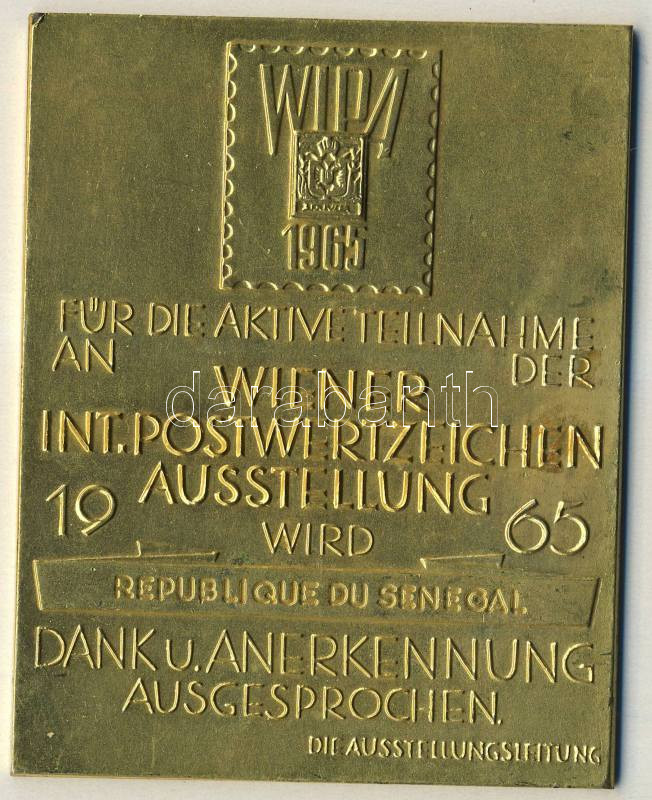 WIPA
1965
FÜR DIE AKTIVE TEILNAHME
AN DER
WIENER
darabanth
INT. POSTWERTZEICHEN
AUSSTELLUNG
19 65
WIRD
REPUBLIQUE DU SENEGAL
DANK U. ANERKENNUNG
AUSGESPROCHEN.
DIE AUSSTELLUNGSLEITUNG